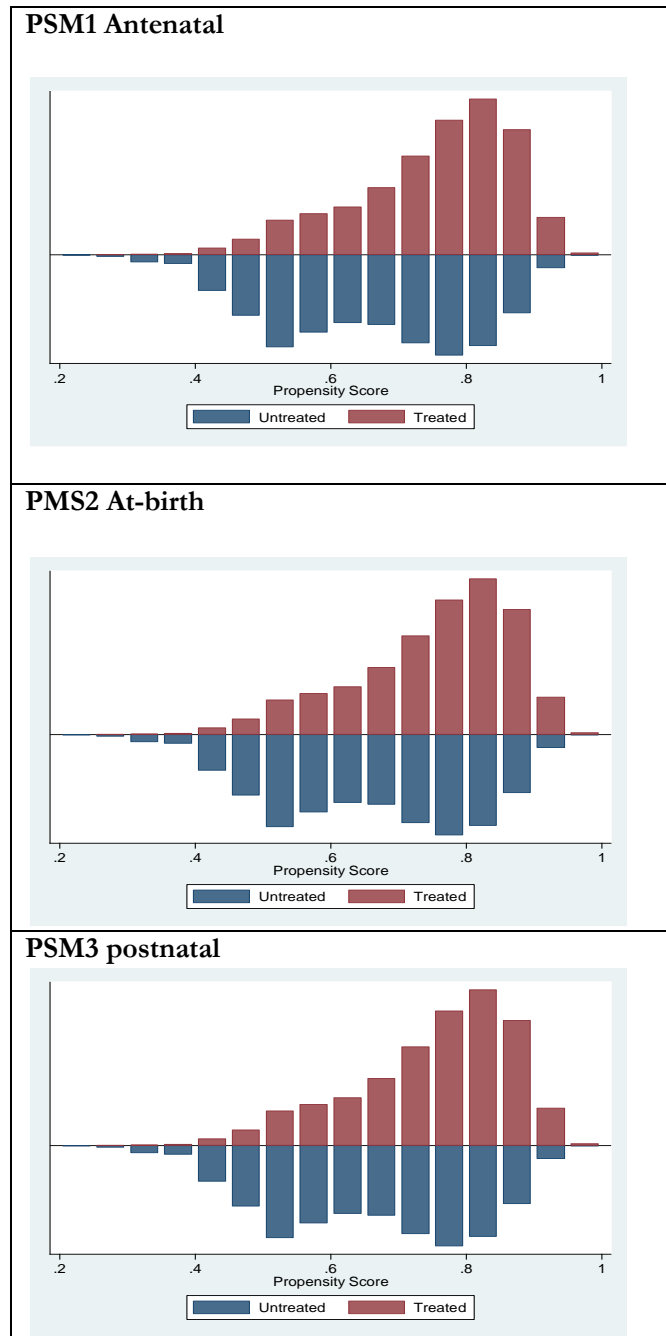 PSM1 Antenatal
.2 .4 .6 .8 1
Propensity Score
Untreated Treated
PMS2 At-birth
.2 .4 .6 .8 1
Propensity Score
Untreated Treated
PSM3 postnatal
.2 .4 .6 .8 1
Propensity Score
Untreated Treated